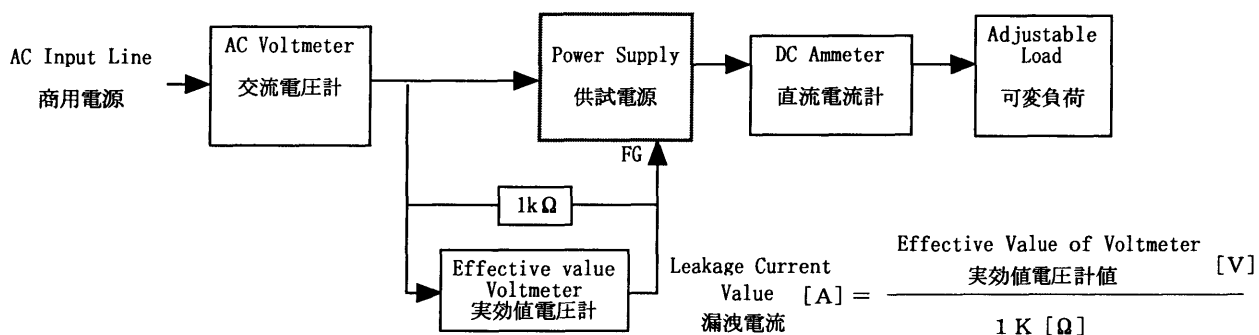 AC Input Line
商用電源
AC Voltmeter
交流電圧計
Power Supply
供試電源
DC Ammeter
直流電流計
Adjustable
Load
可変負荷
FG
1kΩ
Effective value
Voltmeter
実効値電圧計
Leakage Current
Value [A] =
漏洩電流
Effective Value of Voltmeter
実効値電圧計値 [V]
1 K [Ω]